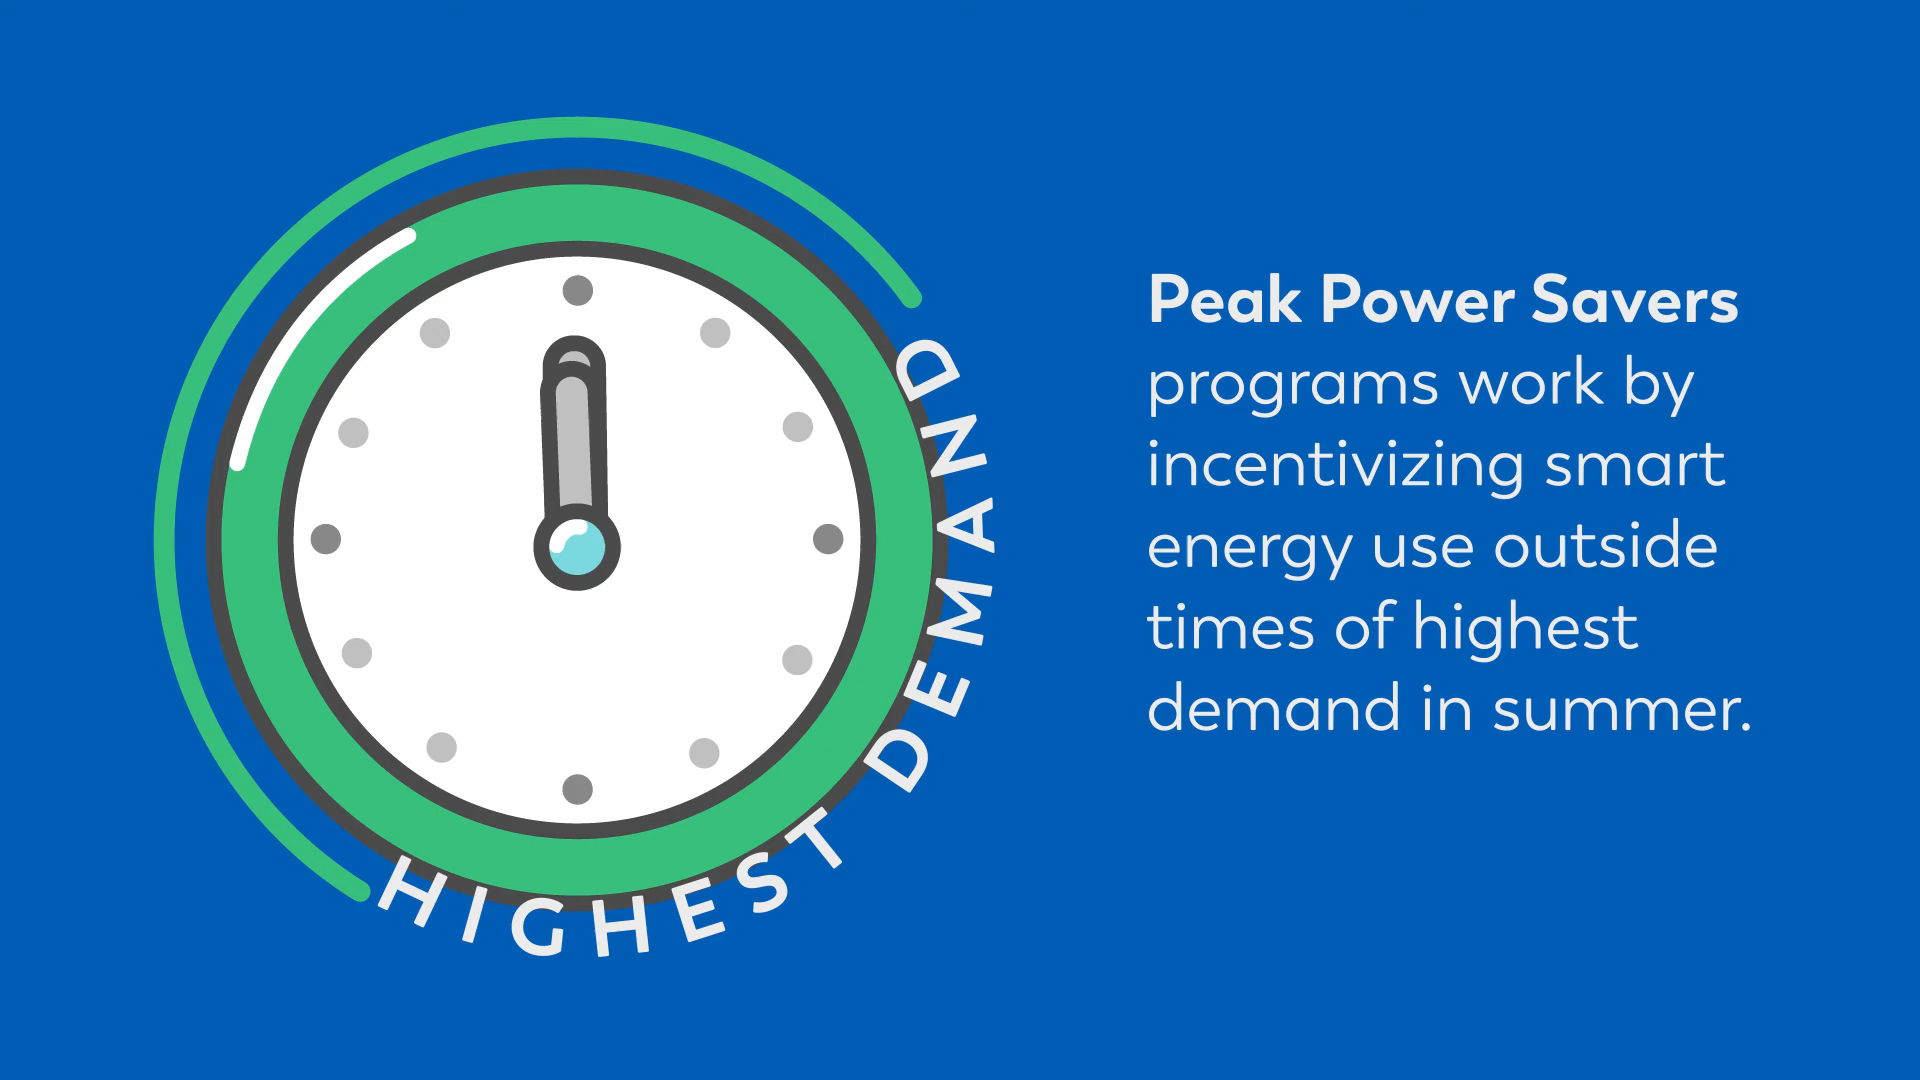 HIGHEST DEMAND
Peak Power Savers
programs work by
incentivizing smart
energy use outside
times of highest
demand in summer.